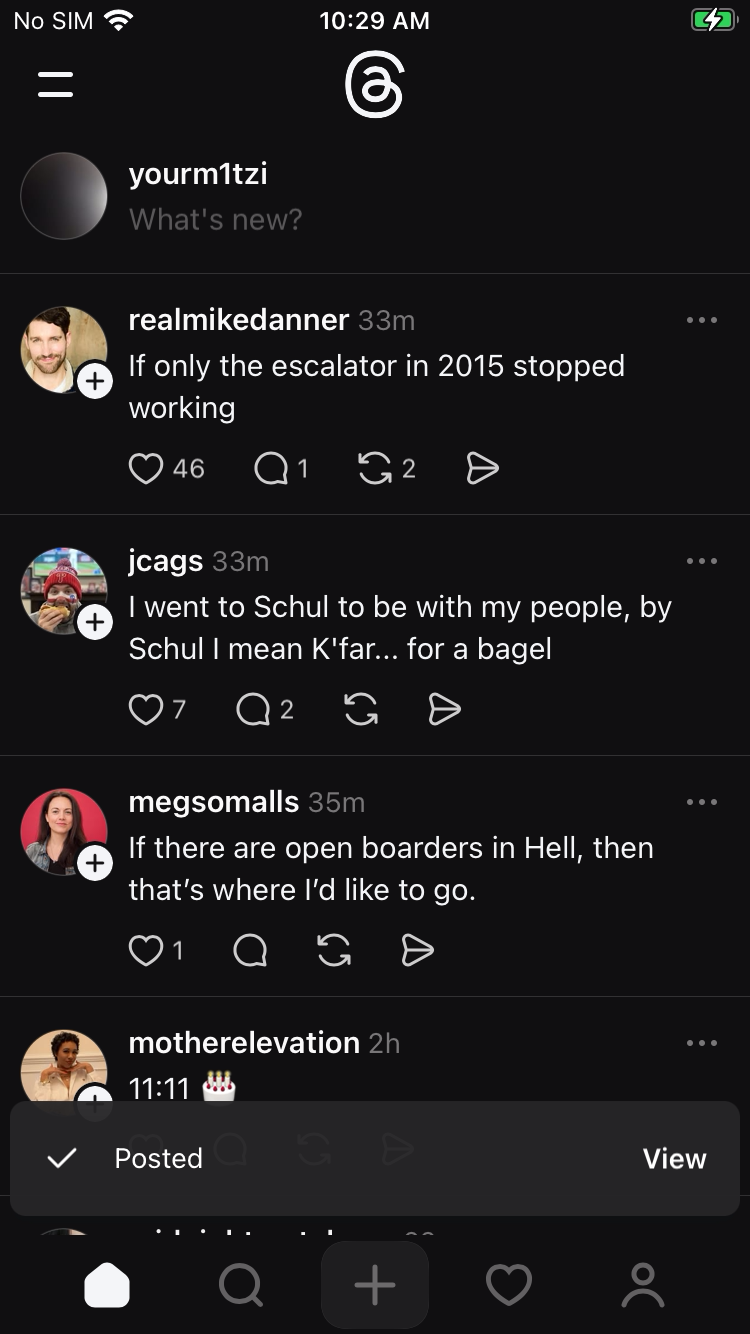 No SIM 10:29 AM
yourm1tzi
What's new?
realmikedanner 33m
If only the escalator in 2015 stopped
working
46 1 2
jcags 33m
I went to Schul to be with my people, by
Schul I mean K'far... for a bagel
7 2
megsomalls 35m
If there are open boarders in Hell, then
that’s where I’d like to go.
1
motherelevation 2h
11:11 🎂
Posted View